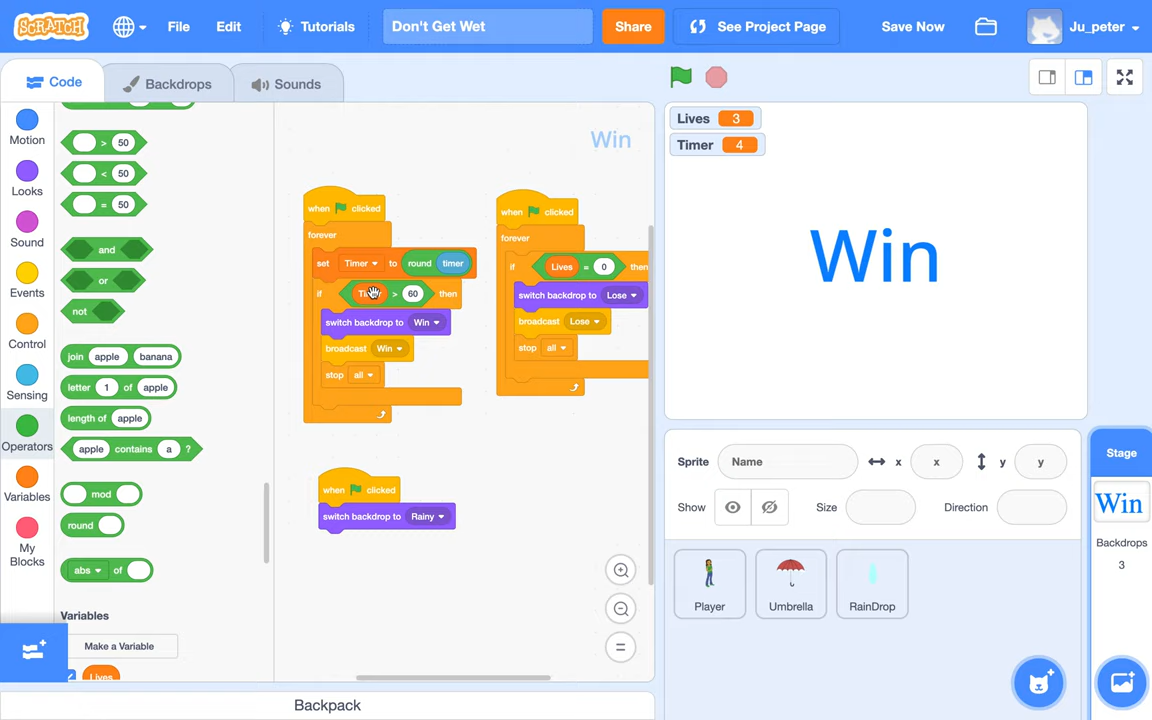 SCRATCH
File
Edit
Tutorials
Don't Get Wet
Share
See Project Page
Save Now
Ju_peter
Code
Backdrops
Sounds
Motion
Looks
Sound
Events
Control
Sensing
Operators
Variables
My
Blocks
> 50
< 50
= 50
and
or
not
join apple banana
letter 1 of apple
length of apple
apple contains a ?
mod
round
abs of
Variables
Make a Variable
Lives
Win
when clicked
forever
set Timer to round timer
if > 60 then
switch backdrop to Win
broadcast Win
stop all
when clicked
forever
if Lives = 0 then
switch backdrop to Lose
broadcast Lose
stop all
when clicked
switch backdrop to Rainy
Backpack
Lives 3
Timer 4
Win
Sprite Name x x y y
Show Size Direction
Player
Umbrella
RainDrop
Stage
Win
Backdrops
3